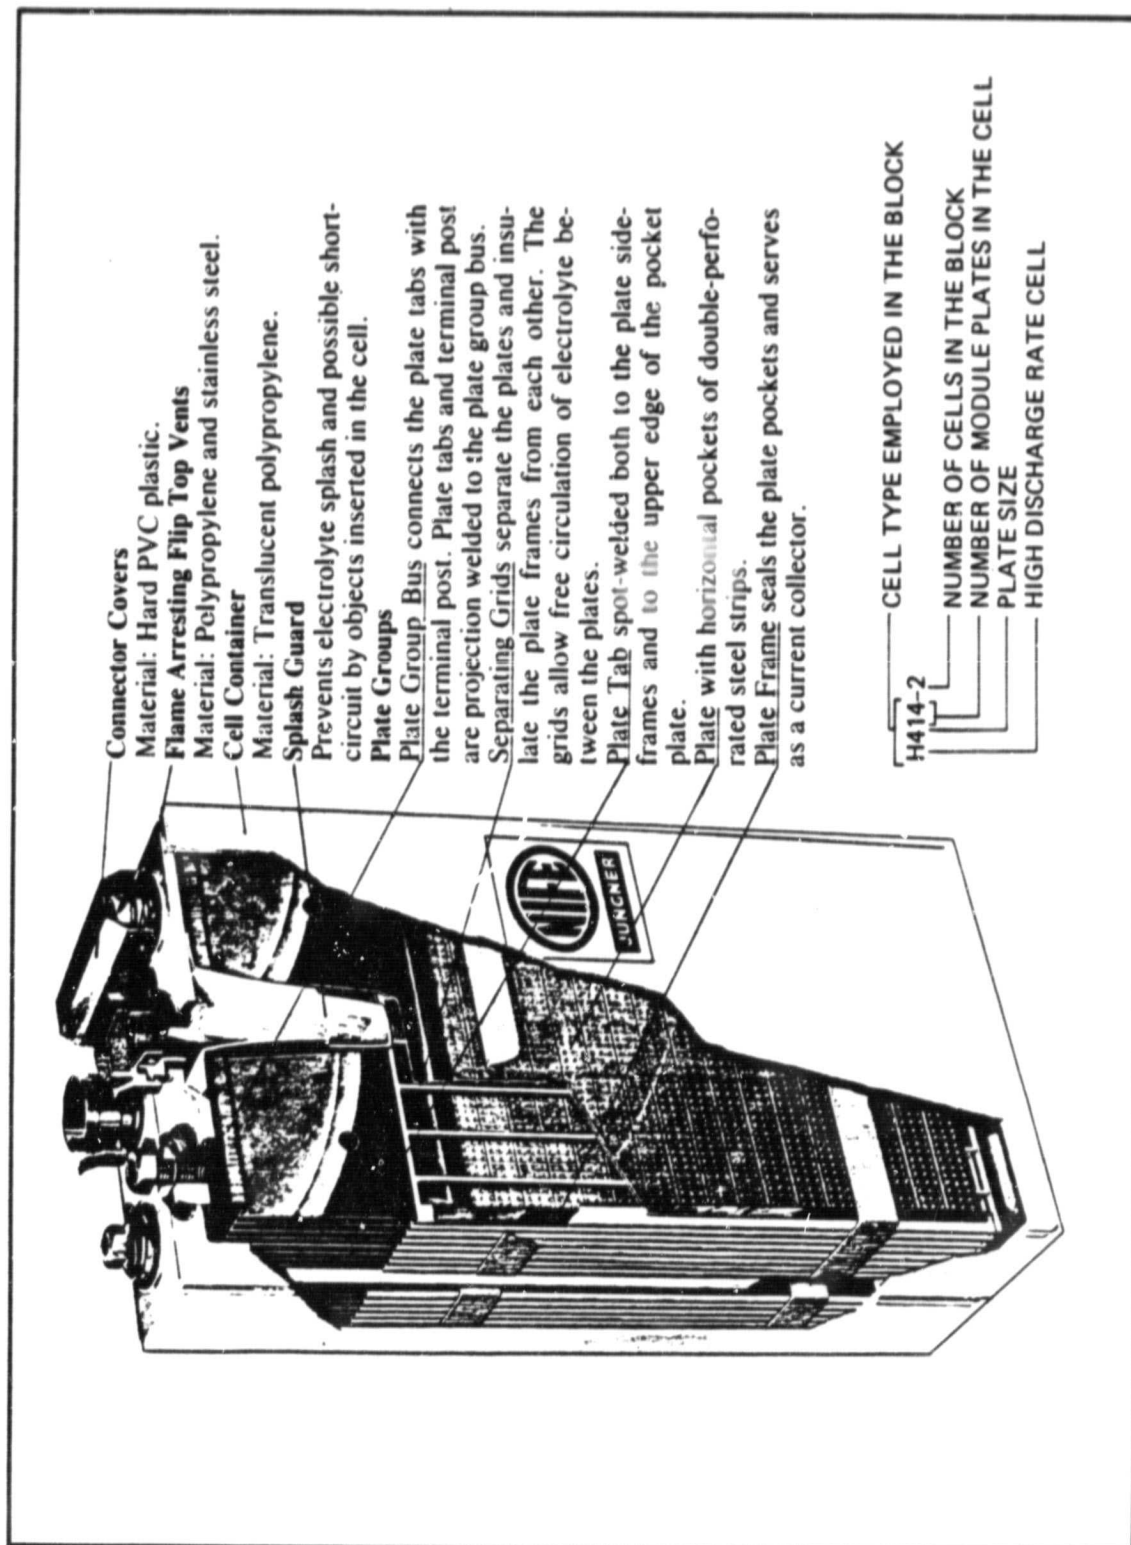 Connector Covers
Material: Hard PVC plastic.
Flame Arresting Flip Top Vents
Material: Polypropylene and stainless steel.
Cell Container
Material: Translucent polypropylene.
Splash Guard
Prevents electrolyte splash and possible short-
circuit by objects inserted in the cell.
Plate Groups
Plate Group Bus connects the plate tabs with
the terminal post. Plate tabs and terminal post
are projection welded to the plate group bus.
Separating Grids separate the plates and insu-
late the plate frames from each other. The
grids allow free circulation of electrolyte be-
tween the plates.
Plate Tab spot-welded both to the plate side-
frames and to the upper edge of the pocket
plate.
Plate with horizontal pockets of double-perfo-
rated steel strips.
Plate Frame seals the plate pockets and serves
as a current collector.
NIFE
JUNGNER
CELL TYPE EMPLOYED IN THE BLOCK
H414-2
NUMBER OF CELLS IN THE BLOCK
NUMBER OF MODULE PLATES IN THE CELL
PLATE SIZE
HIGH DISCHARGE RATE CELL